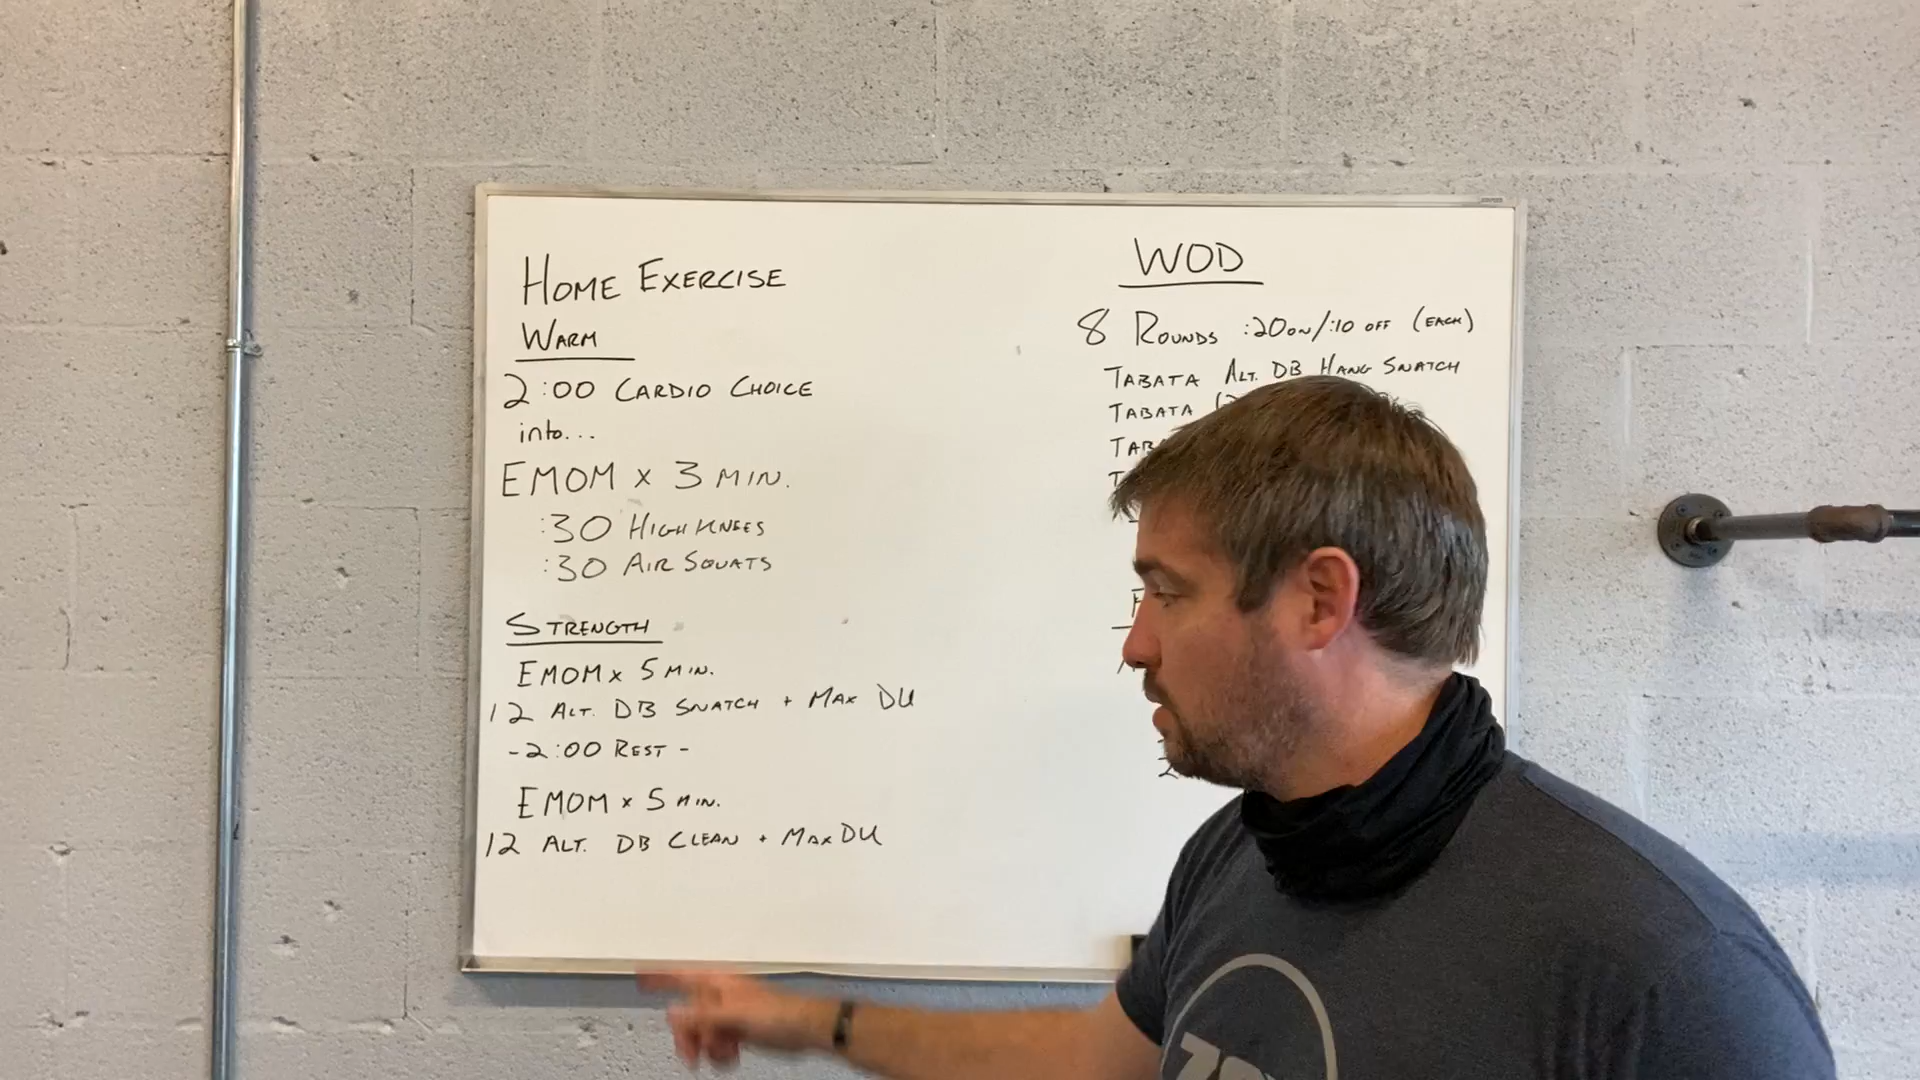 HOME EXERCISE
WARM
2:00 CARDIO CHOICE
into...
EMOM x 3 MIN.
:30 HIGH KNEES
:30 AIR SQUATS
STRENGTH
EMOM x 5 MIN.
12 ALT. DB SNATCH + MAX DU
-2:00 REST-
EMOM x 5 MIN.
12 ALT. DB CLEAN + MAX DU
WOD
8 ROUNDS :20 ON/:10 OFF (EACH)
TABATA ALT. DB HANG SNATCH
TABATA